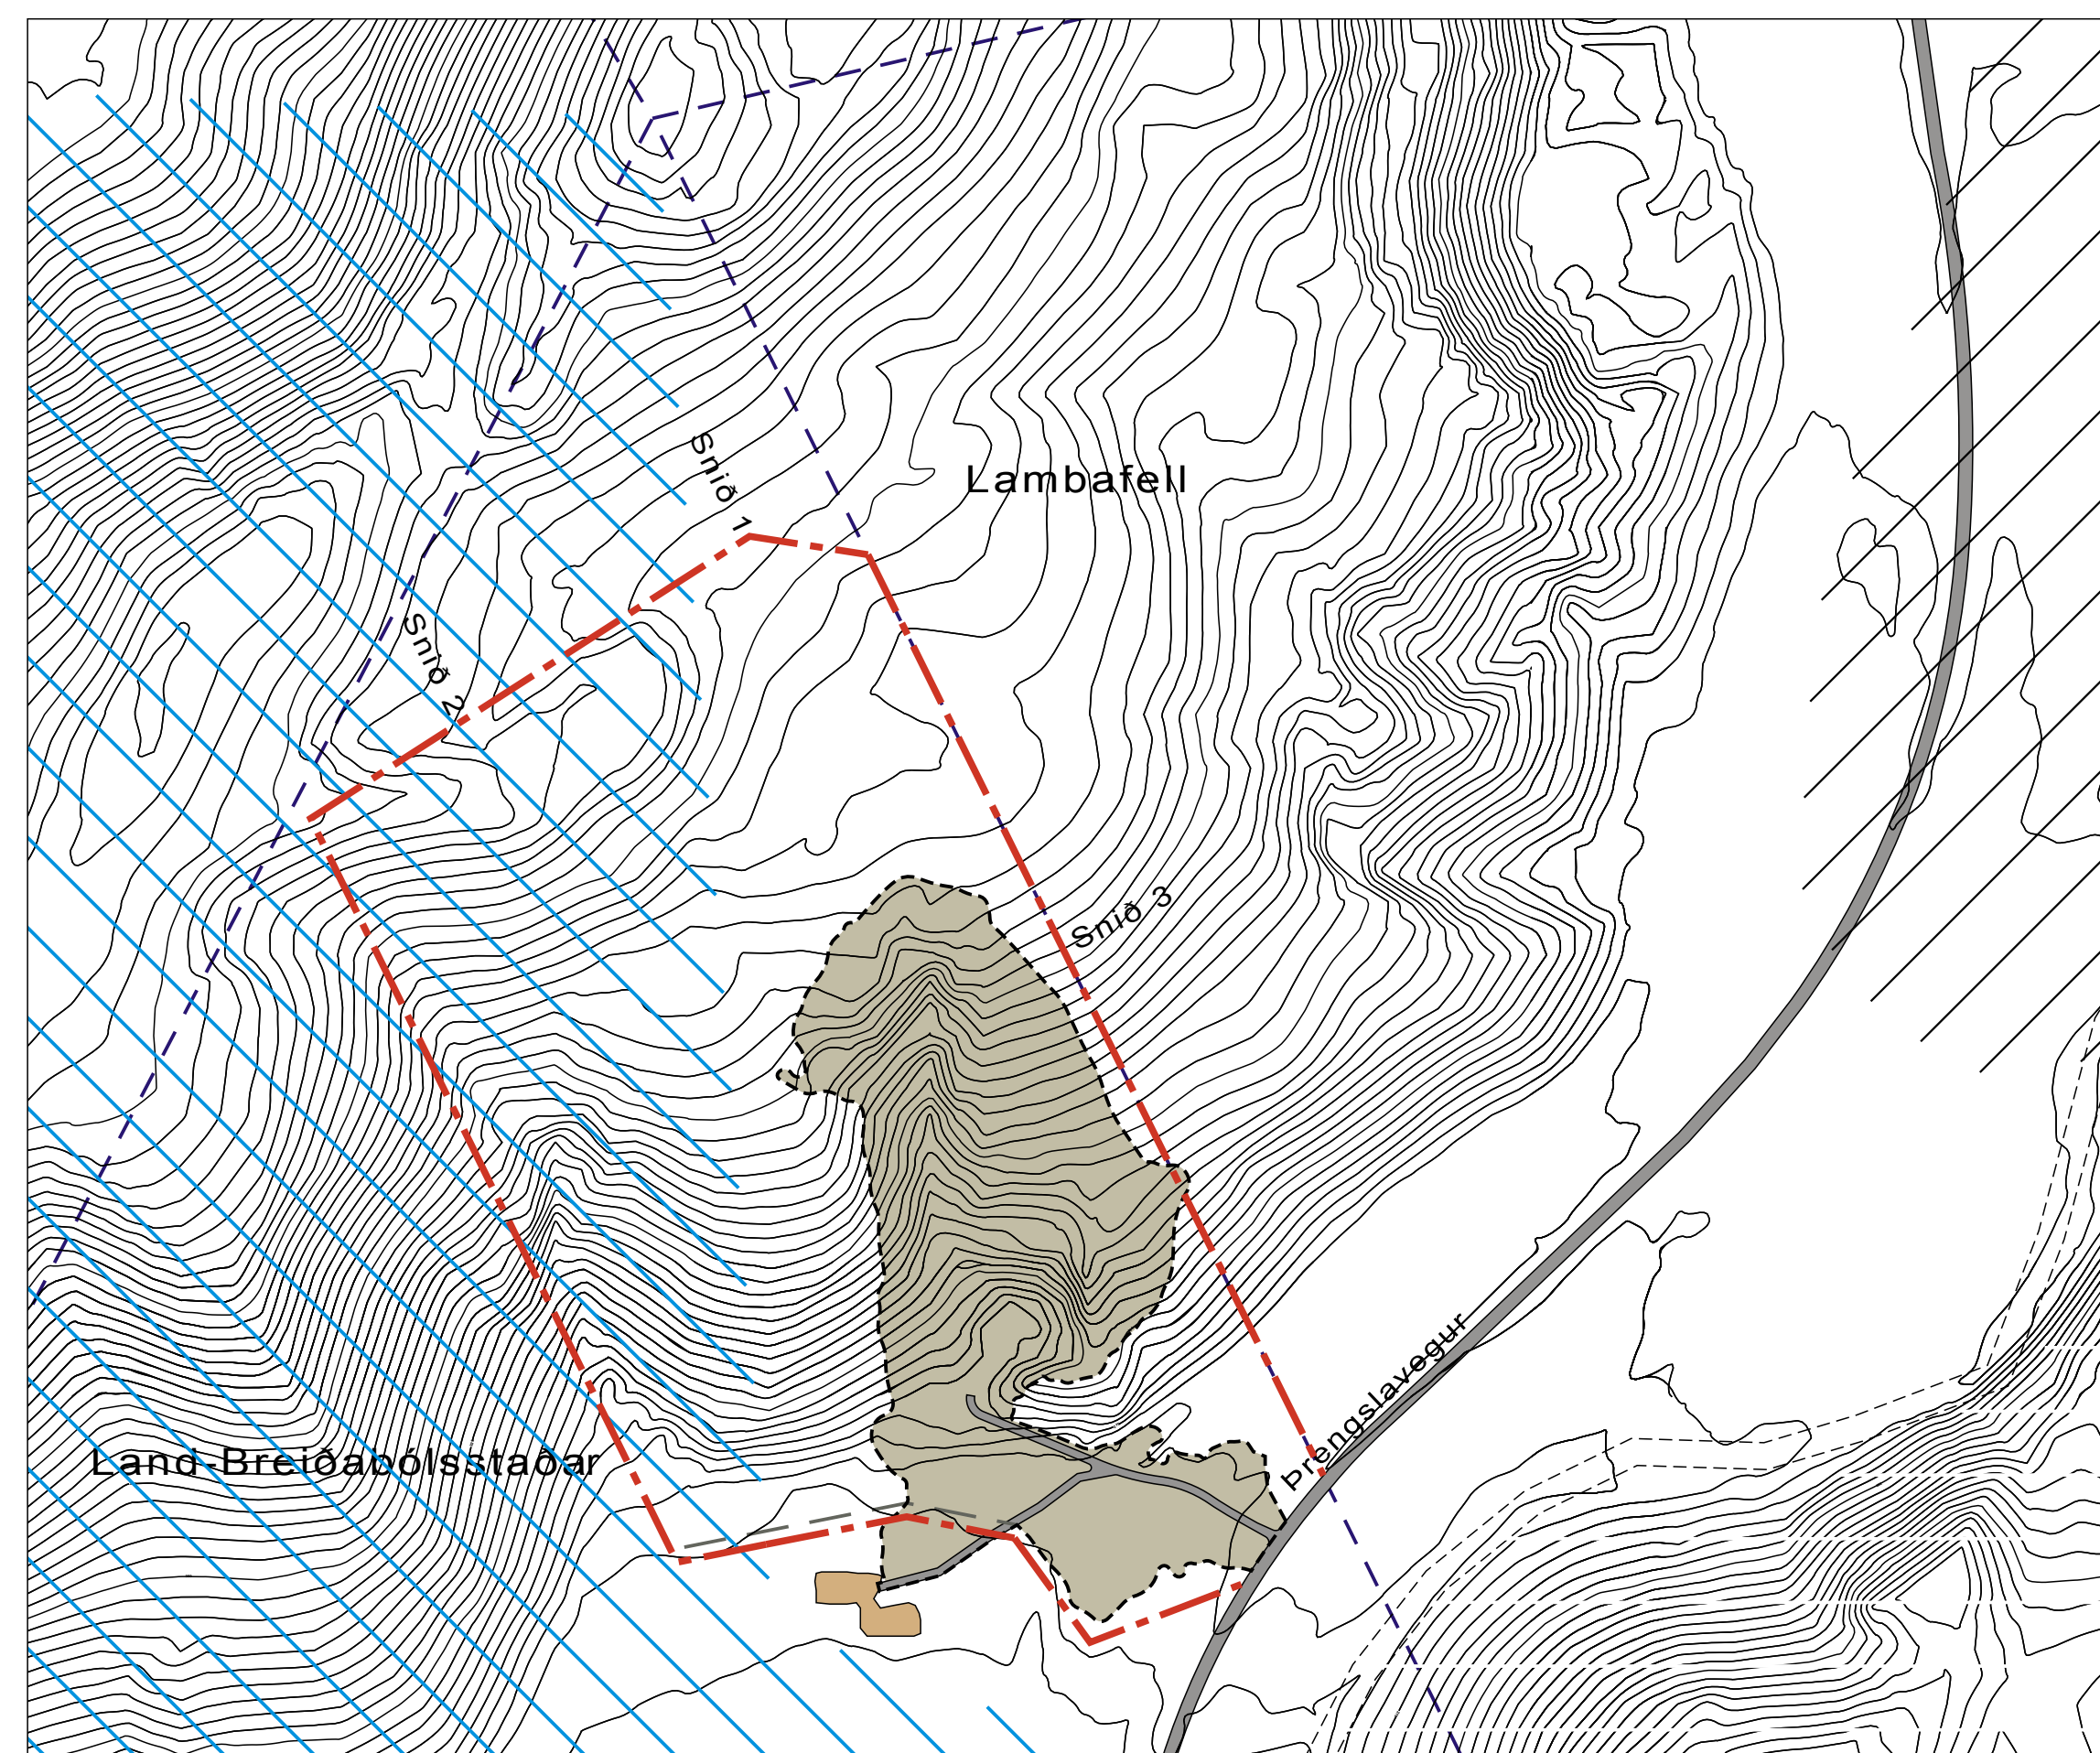 Snið 1
Lambafell
Snið 2
Snið 3
Þrengslavegur
Land-Breiðabólsstaðar